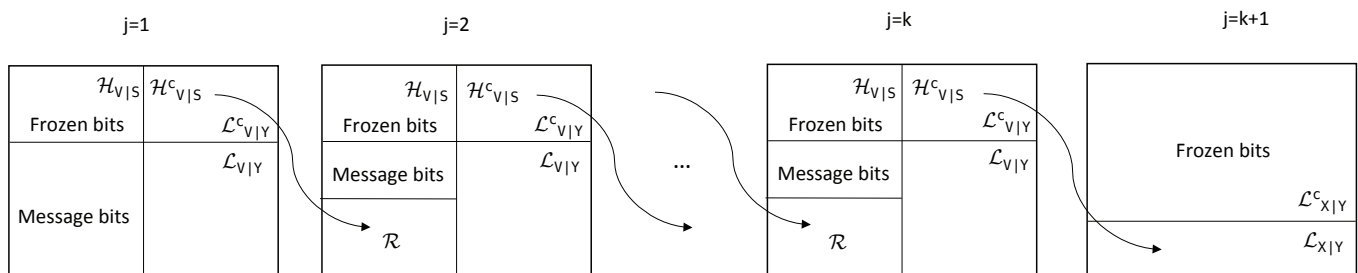 j=1
j=2
j=k
j=k+1
ℋ_V|S ℋ^c_V|S
Frozen bits ℒ^c_V|Y
ℒ_V|Y
Message bits
ℋ_V|S ℋ^c_V|S
Frozen bits ℒ^c_V|Y
Message bits ℒ_V|Y
ℛ
...
ℋ_V|S ℋ^c_V|S
Frozen bits ℒ^c_V|Y
Message bits ℒ_V|Y
ℛ
Frozen bits
ℒ^c_X|Y
ℒ_X|Y